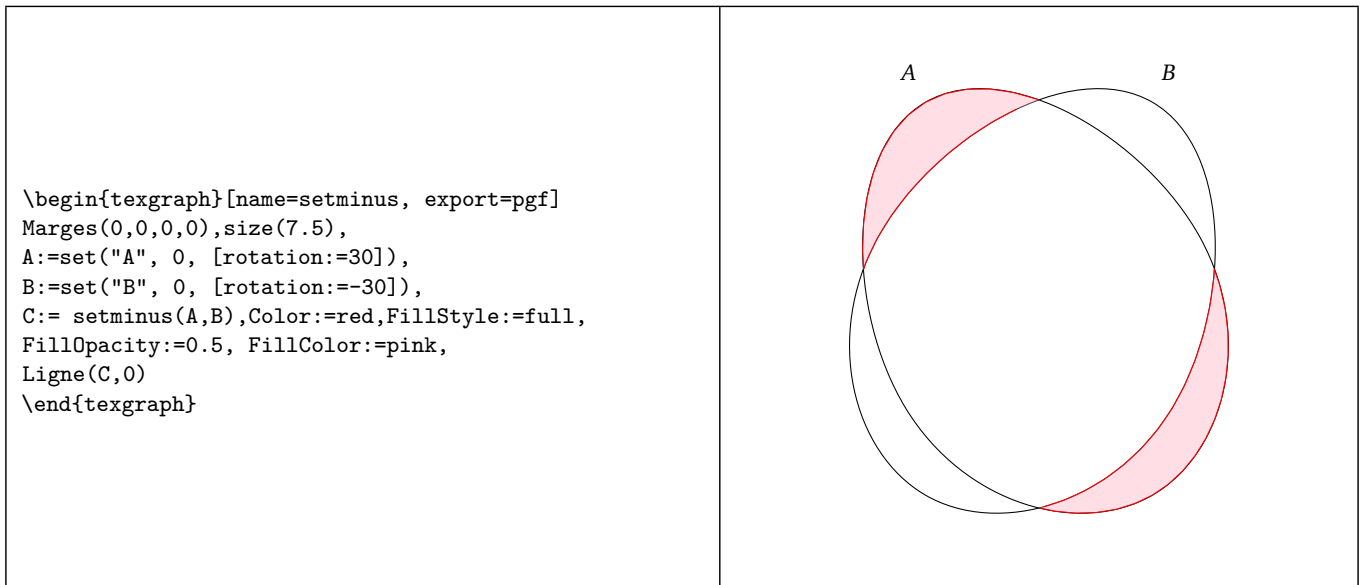 \begin{texgraph}[name=setminus, export=pgf]
Marges(0,0,0,0),size(7.5),
A:=set("A", 0, [rotation:=30]),
B:=set("B", 0, [rotation:=-30]),
C:= setminus(A,B),Color:=red,FillStyle:=full,
FillOpacity:=0.5, FillColor:=pink,
Ligne(C,0)
\end{texgraph}
A B